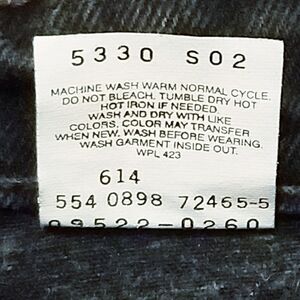 5330 S02
MACHINE WASH WARM NORMAL CYCLE.
DO NOT BLEACH. TUMBLE DRY HOT
HOT IRON IF NEEDED.
WASH AND DRY WITH LIKE
COLORS. COLOR MAY TRANSFER
WHEN NEW. WASH BEFORE WEARING.
WASH GARMENT INSIDE OUT.
WPL 423
614
554 0898 72465-5
09522-0260